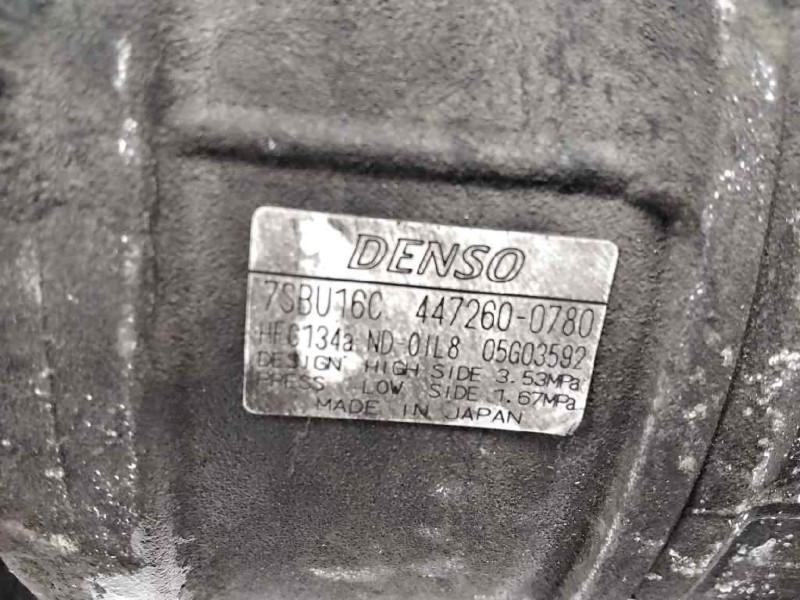 DENSO
7SBU16C 447260-0780
HFC134a ND-OIL8 05G03592
DESIGN HIGH SIDE 3.53MPa
PRESS. LOW SIDE 1.67MPa
MADE IN JAPAN